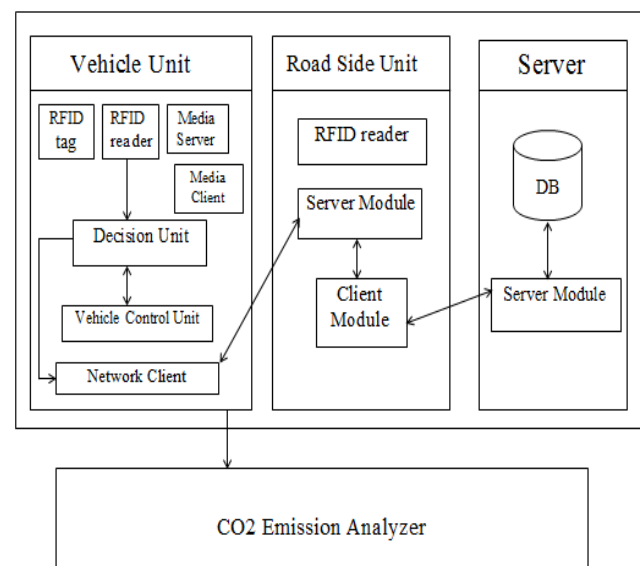 Vehicle Unit
RFID
tag
RFID
reader
Media
Server
Media
Client
Decision Unit
Vehicle Control Unit
Network Client
Road Side Unit
RFID reader
Server Module
Client
Module
Server
DB
Server Module
CO2 Emission Analyzer